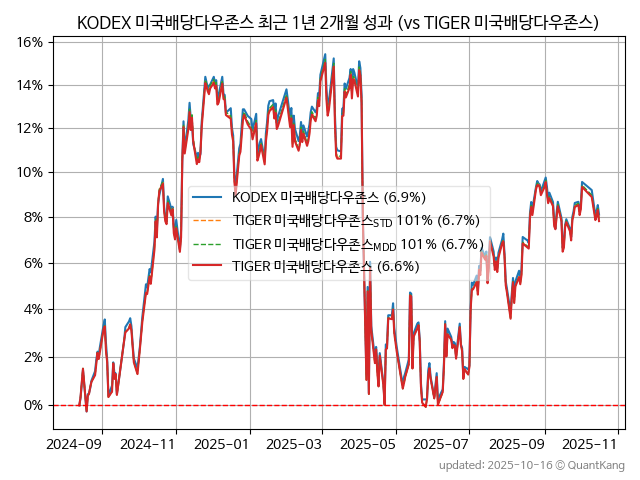 KODEX 미국배당다우존스 최근 1년 2개월 성과 (vs TIGER 미국배당다우존스)
16%
14%
12%
10%
8%
6%
4%
2%
0%
KODEX 미국배당다우존스 (6.9%)
TIGER 미국배당다우존스STD 101% (6.7%)
TIGER 미국배당다우존스MDD 101% (6.7%)
TIGER 미국배당다우존스 (6.6%)
2024-09 2024-11 2025-01 2025-03 2025-05 2025-07 2025-09 2025-11
updated: 2025-10-16 © QuantKang